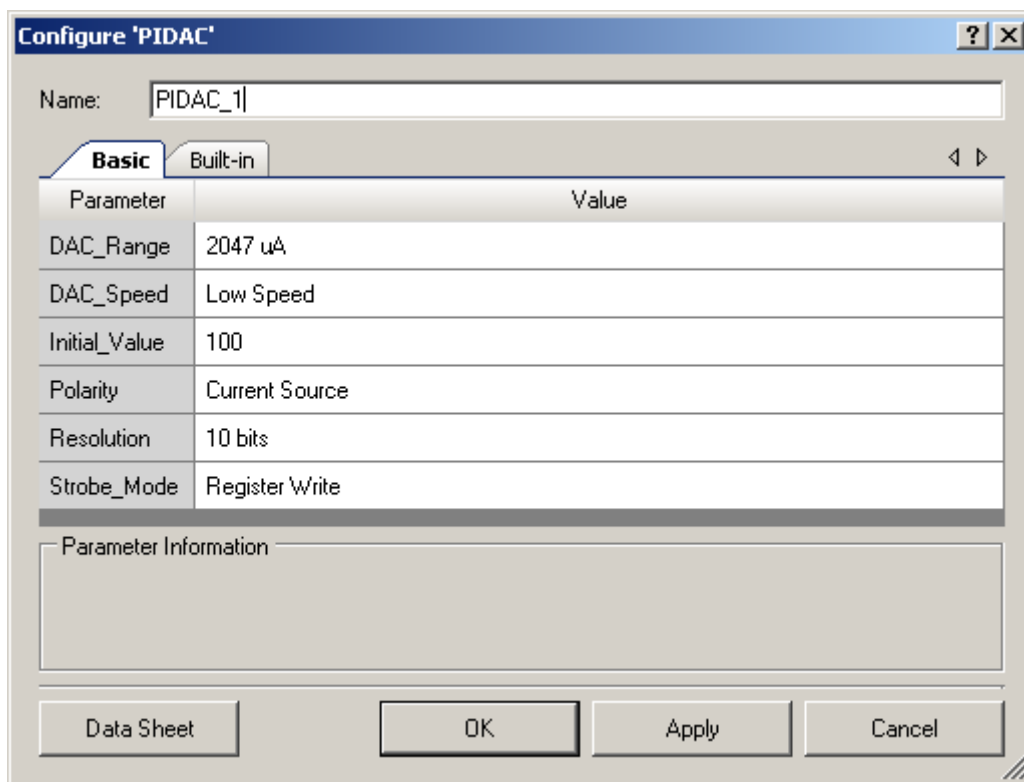 Configure 'PIDAC'
Name: PIDAC_1
Basic Built-in
Parameter Value
DAC_Range 2047 uA
DAC_Speed Low Speed
Initial_Value 100
Polarity Current Source
Resolution 10 bits
Strobe_Mode Register Write
Parameter Information
Data Sheet OK Apply Cancel